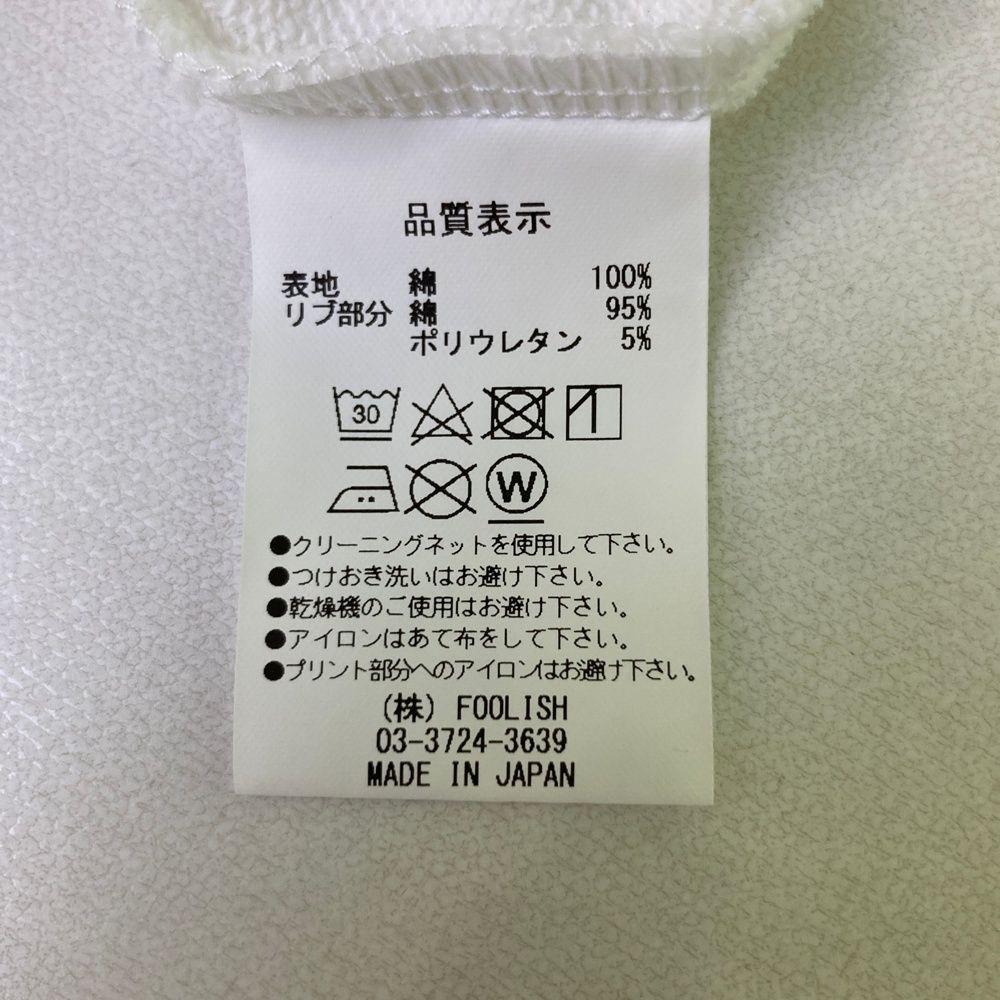 品質表示
表地 綿 100%
リブ部分 綿 95%
ポリウレタン 5%
30
W
●クリーニングネットを使用して下さい。
●つけおき洗いはお避け下さい。
●乾燥機のご使用はお避け下さい。
●アイロンはあて布をして下さい。
●プリント部分へのアイロンはお避け下さい。
(株) FOOLISH
03-3724-3639
MADE IN JAPAN